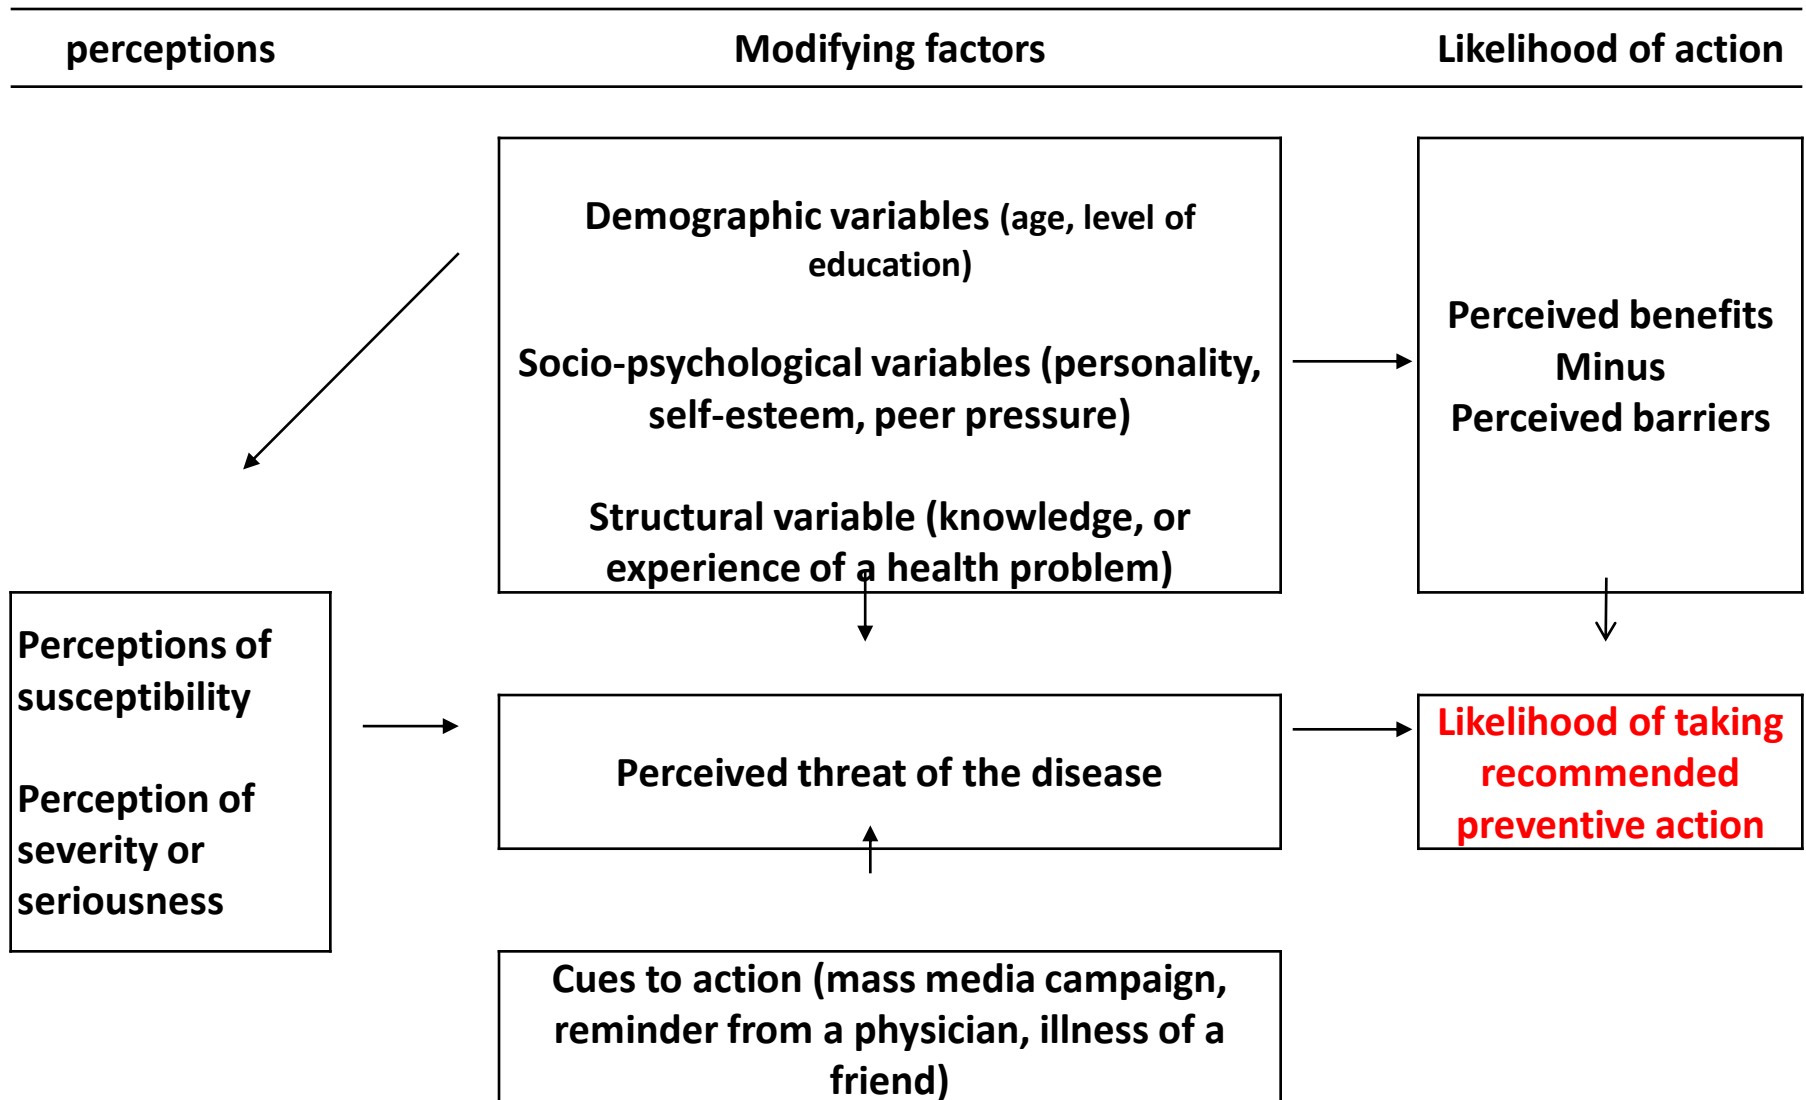 perceptions
Modifying factors
Likelihood of action
Demographic variables (age, level of
education)
Socio-psychological variables (personality,
self-esteem, peer pressure)
Structural variable (knowledge, or
experience of a health problem)
Perceived benefits
Minus
Perceived barriers
Perceptions of
susceptibility
Perception of
severity or
seriousness
Perceived threat of the disease
Likelihood of taking
recommended
preventive action
Cues to action (mass media campaign,
reminder from a physician, illness of a
friend)